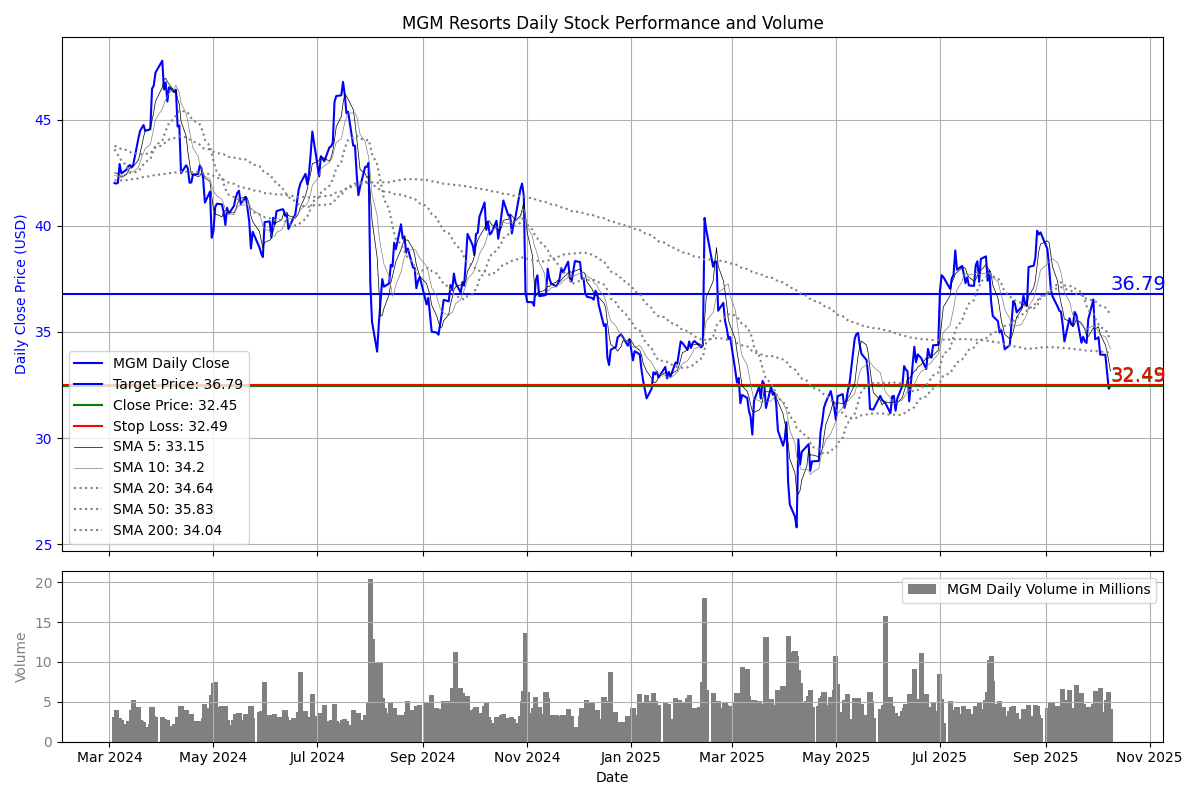 MGM Resorts Daily Stock Performance and Volume
Daily Close Price (USD)
45
40
35
30
25
36.79
32.49
MGM Daily Close
Target Price: 36.79
Close Price: 32.45
Stop Loss: 32.49
SMA 5: 33.15
SMA 10: 34.2
SMA 20: 34.64
SMA 50: 35.83
SMA 200: 34.04
Volume
20
15
10
5
0
MGM Daily Volume in Millions
Mar 2024
May 2024
Jul 2024
Sep 2024
Nov 2024
Jan 2025
Mar 2025
May 2025
Jul 2025
Sep 2025
Nov 2025
Date